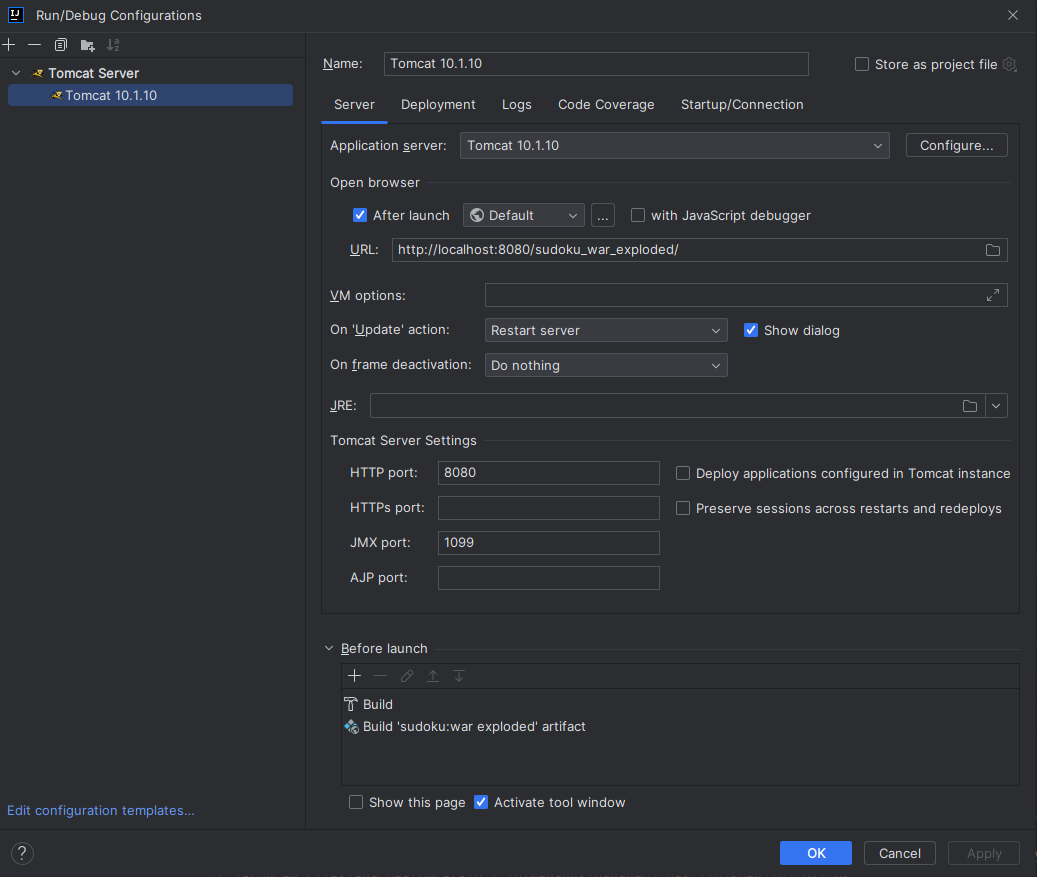 Run/Debug Configurations
Tomcat Server
Tomcat 10.1.10
Edit configuration templates...
Name: Tomcat 10.1.10 Store as project file
Server Deployment Logs Code Coverage Startup/Connection
Application server: Tomcat 10.1.10 Configure...
Open browser
After launch Default ... with JavaScript debugger
URL: http://localhost:8080/sudoku_war_exploded/
VM options:
On 'Update' action: Restart server Show dialog
On frame deactivation: Do nothing
JRE:
Tomcat Server Settings
HTTP port: 8080 Deploy applications configured in Tomcat instance
HTTPs port: Preserve sessions across restarts and redeploys
JMX port: 1099
AJP port:
Before launch
Build
Build 'sudoku:war exploded' artifact
Show this page Activate tool window
? OK Cancel Apply